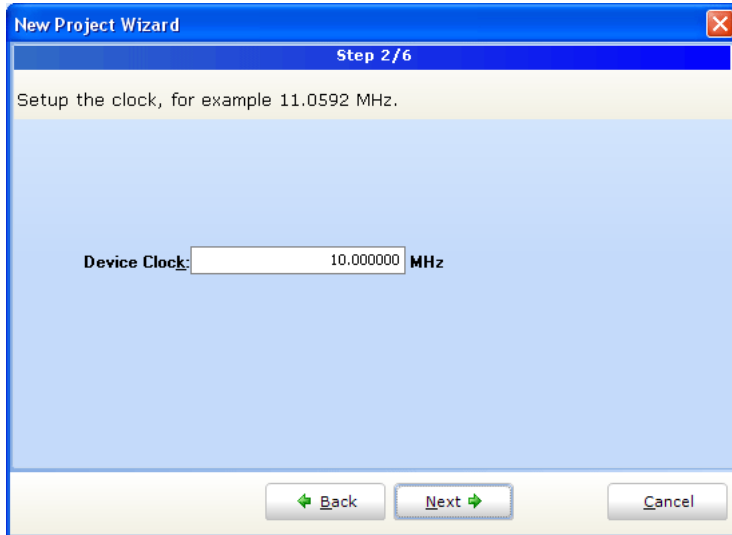 New Project Wizard
Step 2/6
Setup the clock, for example 11.0592 MHz.
Device Clock: 10.000000 MHz
Back Next Cancel